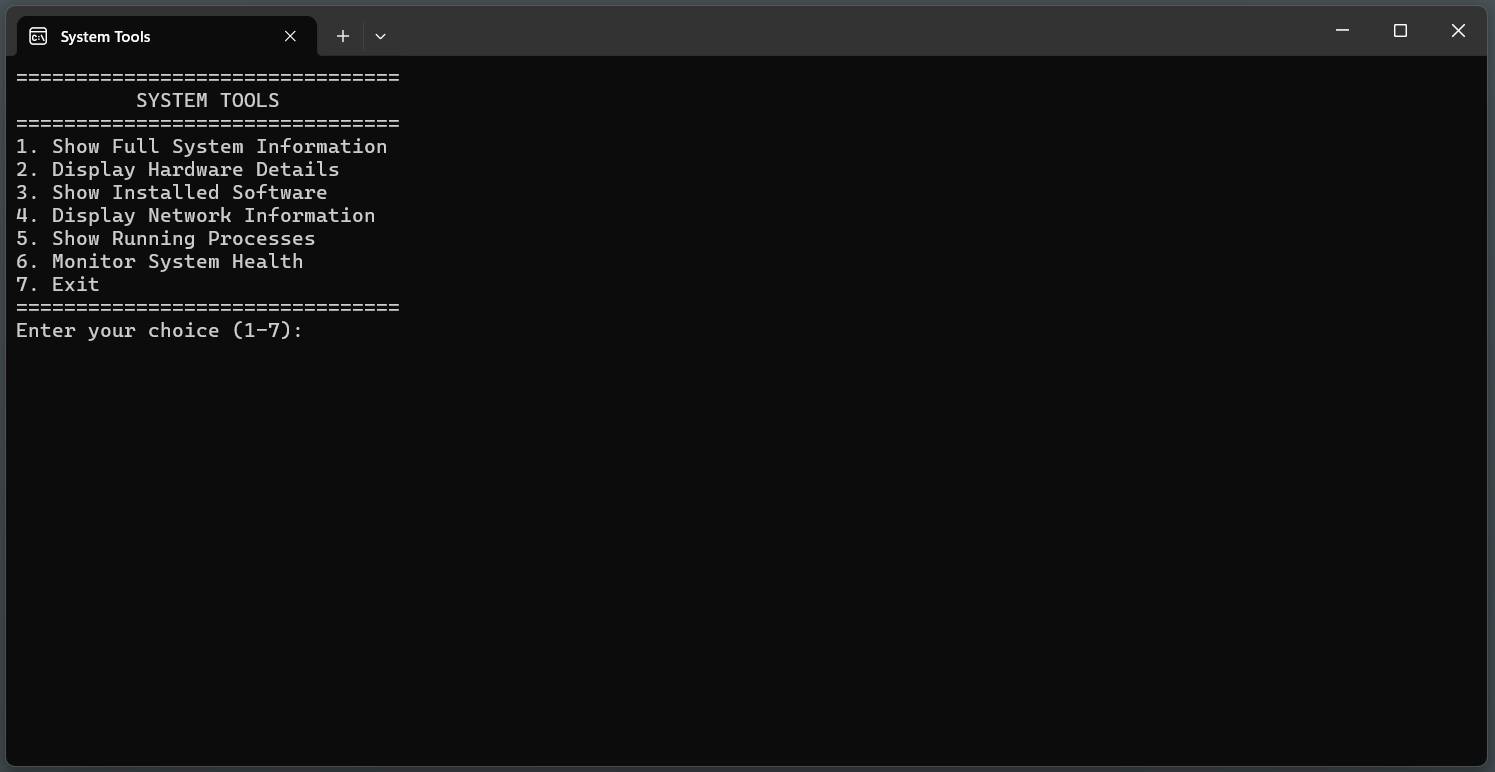 System Tools
================================
SYSTEM TOOLS
================================
1. Show Full System Information
2. Display Hardware Details
3. Show Installed Software
4. Display Network Information
5. Show Running Processes
6. Monitor System Health
7. Exit
================================
Enter your choice (1-7):